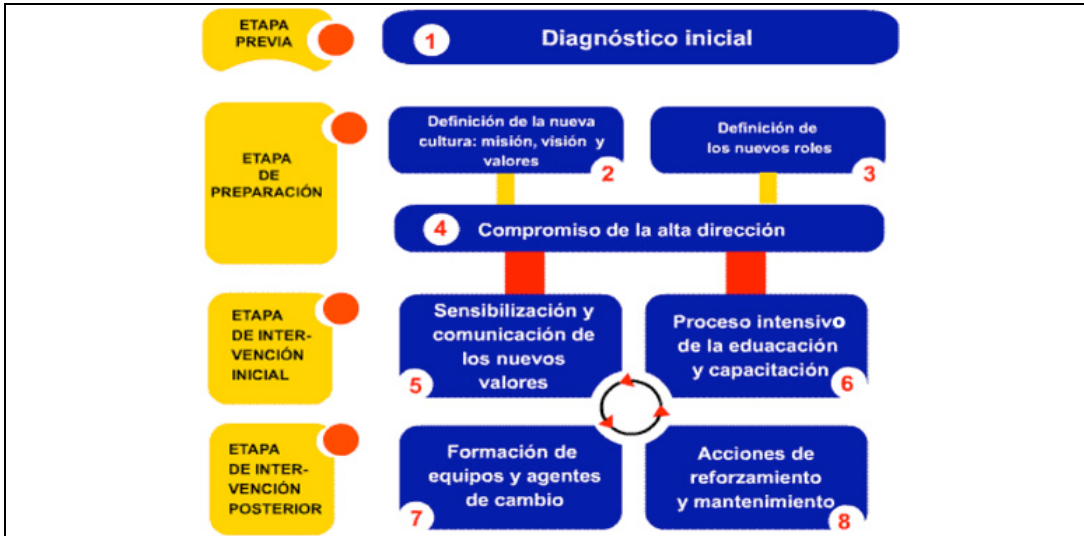 ETAPA
PREVIA
1
Diagnóstico inicial
ETAPA
DE
PREPARACIÓN
Definición de la nueva
cultura: misión, visión y
valores
2
Definición de
los nuevos roles
3
4
Compromiso de la alta dirección
ETAPA
DE INTER-
VENCIÓN
INICIAL
Sensibilización y
comunicación de
los nuevos
valores
5
Proceso intensivo
de la eduacación
y capacitación
6
ETAPA
DE INTER-
VENCIÓN
POSTERIOR
Formación de
equipos y agentes
de cambio
7
Acciones de
reforzamiento
y mantenimiento
8